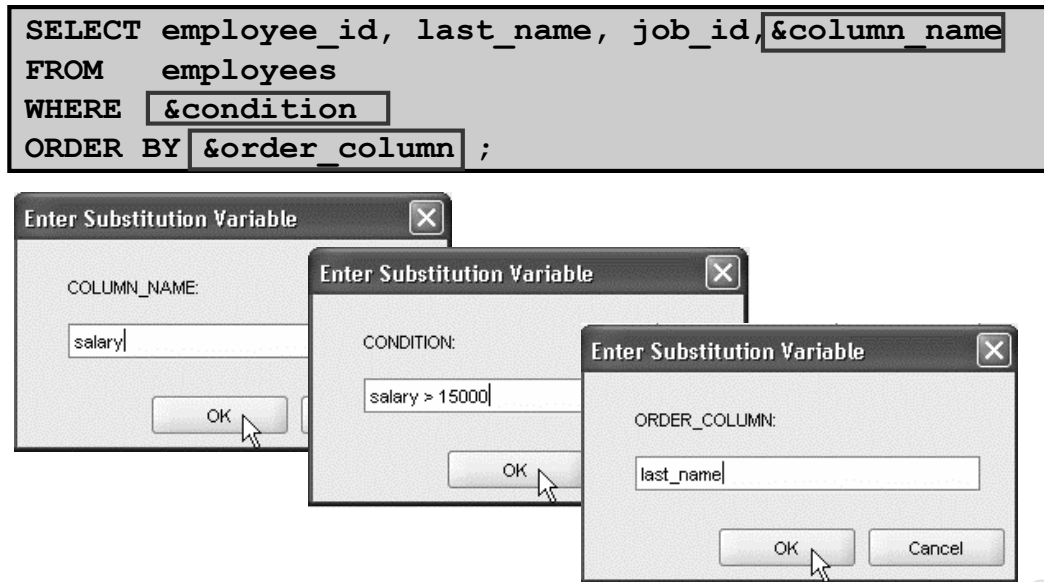 SELECT employee_id, last_name, job_id,&column_name
FROM employees
WHERE &condition
ORDER BY &order_column ;
Enter Substitution Variable
COLUMN_NAME:
salary
OK
Enter Substitution Variable
CONDITION:
salary > 15000
OK
Enter Substitution Variable
ORDER_COLUMN:
last_name
OK Cancel